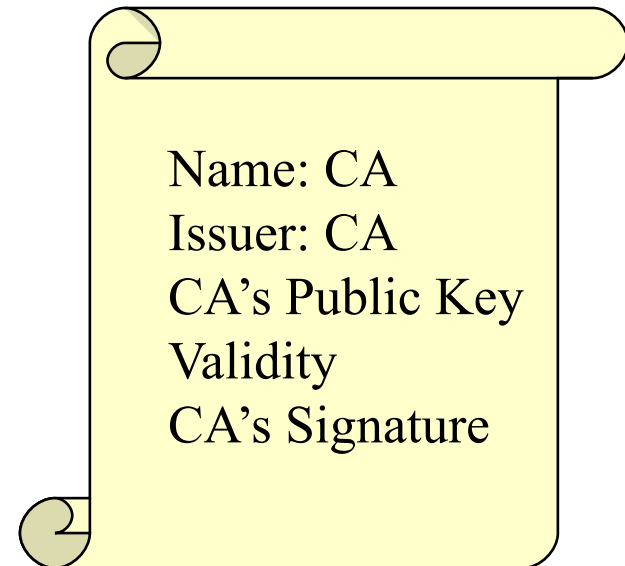 Name: CA
Issuer: CA
CA’s Public Key
Validity
CA’s Signature